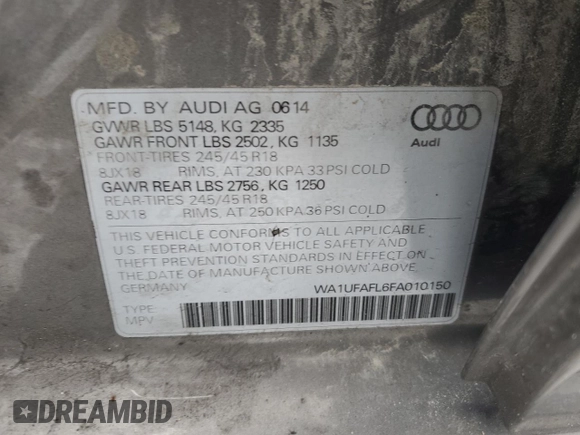 MFD. BY AUDI AG 06 14
GVWR LBS 5148, KG 2335
GAWR FRONT LBS 2502, KG 1135
FRONT-TIRES 245/45 R18
8JX18 RIMS, AT 230 KPA 33 PSI COLD
GAWR REAR LBS 2756, KG 1250
REAR-TIRES 245/45 R18
8JX18 RIMS, AT 250 KPA 36 PSI COLD
Audi
THIS VEHICLE CONFORMS TO ALL APPLICABLE
U.S. FEDERAL MOTOR VEHICLE SAFETY AND
THEFT PREVENTION STANDARDS IN EFFECT ON
THE DATE OF MANUFACTURE SHOWN ABOVE.
GERMANY WA1UFAFL6FA010150
TYPE:
MPV
DREAMBID